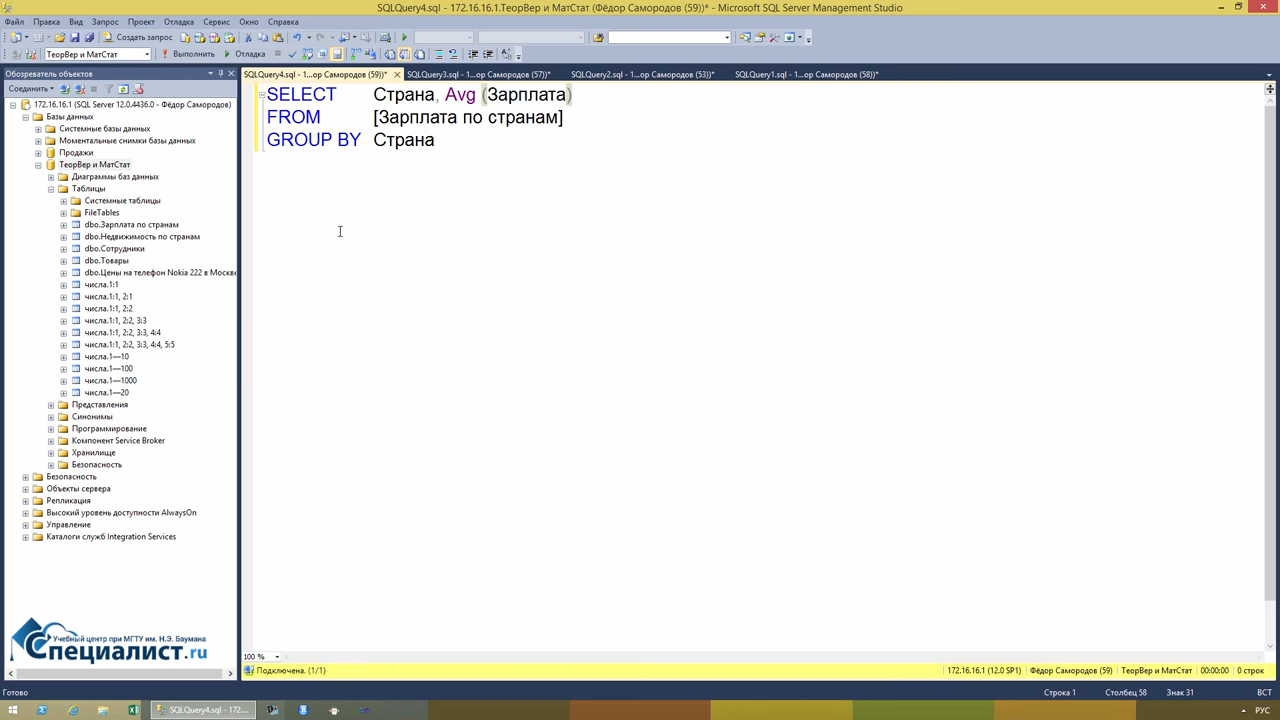 SQLQuery4.sql - 172.16.16.1.ТеорВер и МатСтат (Фёдор Самородов (59))* - Microsoft SQL Server Management Studio
Файл Правка Вид Запрос Проект Отладка Сервис Окно Справка
Создать запрос
ТеорВер и МатСтат Выполнить Отладка
Обозреватель объектов
SQLQuery4.sql - 1...ор Самородов (59))* SQLQuery3.sql - 1...ор Самородов (57))* SQLQuery2.sql - 1...ор Самородов (53))* SQLQuery1.sql - 1...ор Самородов (58))*
Соединить
172.16.16.1 (SQL Server 12.0.4436.0 - Фёдор Самородов)
Базы данных
Системные базы данных
Моментальные снимки базы данных
Продажи
ТеорВер и МатСтат
Диаграммы баз данных
Таблицы
Системные таблицы
FileTables
dbo.Зарплата по странам
dbo.Недвижимость по странам
dbo.Сотрудники
dbo.Товары
dbo.Цены на телефон Nokia 222 в Москве
числа.1:1
числа.1:1, 2:1
числа.1:1, 2:2
числа.1:1, 2:2, 3:3
числа.1:1, 2:2, 3:3, 4:4
числа.1:1, 2:2, 3:3, 4:4, 5:5
числа.1—10
числа.1—100
числа.1—1000
числа.1—20
Представления
Синонимы
Программирование
Компонент Service Broker
Хранилище
Безопасность
Безопасность
Объекты сервера
Репликация
Высокий уровень доступности AlwaysOn
Управление
Каталоги служб Integration Services
SELECT Страна, Avg (Зарплата)
FROM [Зарплата по странам]
GROUP BY Страна
Учебный центр при МГТУ им. Н.Э. Баумана
Специалист.ru
100 %
Подключена. (1/1) 172.16.16.1 (12.0 SP1) Фёдор Самородов (59) ТеорВер и МатСтат 00:00:00 0 строк
Готово Строка 1 Столбец 58 Знак 31 ВСТ
SQLQuery4.sql - 172.... РУС